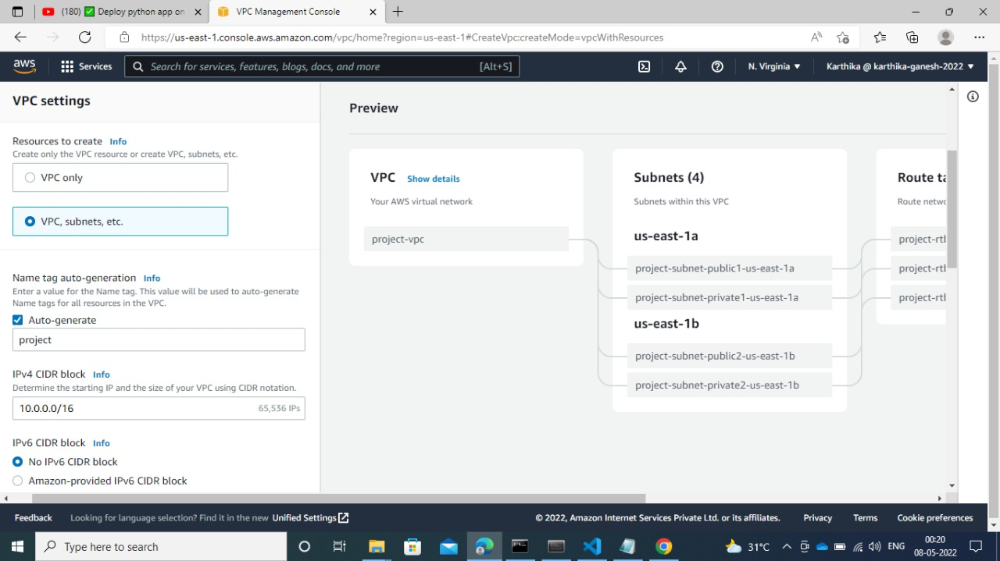 (180) ✅ Deploy python app on
VPC Management Console
https://us-east-1.console.aws.amazon.com/vpc/home?region=us-east-1#CreateVpc:createMode=vpcWithResources
aws
Services
Search for services, features, blogs, docs, and more
[Alt+S]
N. Virginia
Karthika @ karthika-ganesh-2022
VPC settings
Resources to create Info
Create only the VPC resource or create VPC, subnets, etc.
VPC only
VPC, subnets, etc.
Name tag auto-generation Info
Enter a value for the Name tag. This value will be used to auto-generate
Name tags for all resources in the VPC.
Auto-generate
project
IPv4 CIDR block Info
Determine the starting IP and the size of your VPC using CIDR notation.
10.0.0.0/16 65,536 IPs
IPv6 CIDR block Info
No IPv6 CIDR block
Amazon-provided IPv6 CIDR block
Preview
VPC Show details
Your AWS virtual network
project-vpc
Subnets (4)
Subnets within this VPC
us-east-1a
project-subnet-public1-us-east-1a
project-subnet-private1-us-east-1a
us-east-1b
project-subnet-public2-us-east-1b
project-subnet-private2-us-east-1b
Route ta
Route netwo
project-rtb
project-rtb
project-rtb
Feedback
Looking for language selection? Find it in the new Unified Settings
© 2022, Amazon Internet Services Private Ltd. or its affiliates.
Privacy
Terms
Cookie preferences
Type here to search
31°C
ENG
00:20
08-05-2022